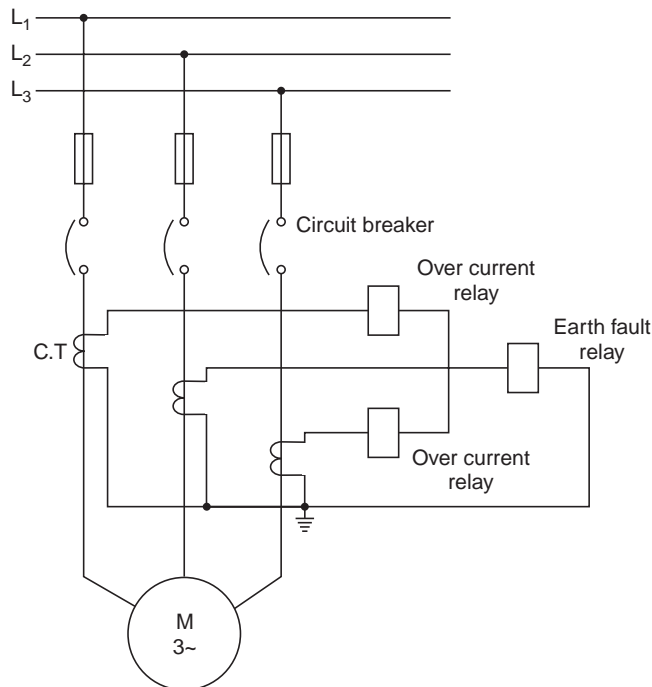 L1
L2
L3
Circuit breaker
Over current
relay
Earth fault
relay
C.T
Over current
relay
M
3~